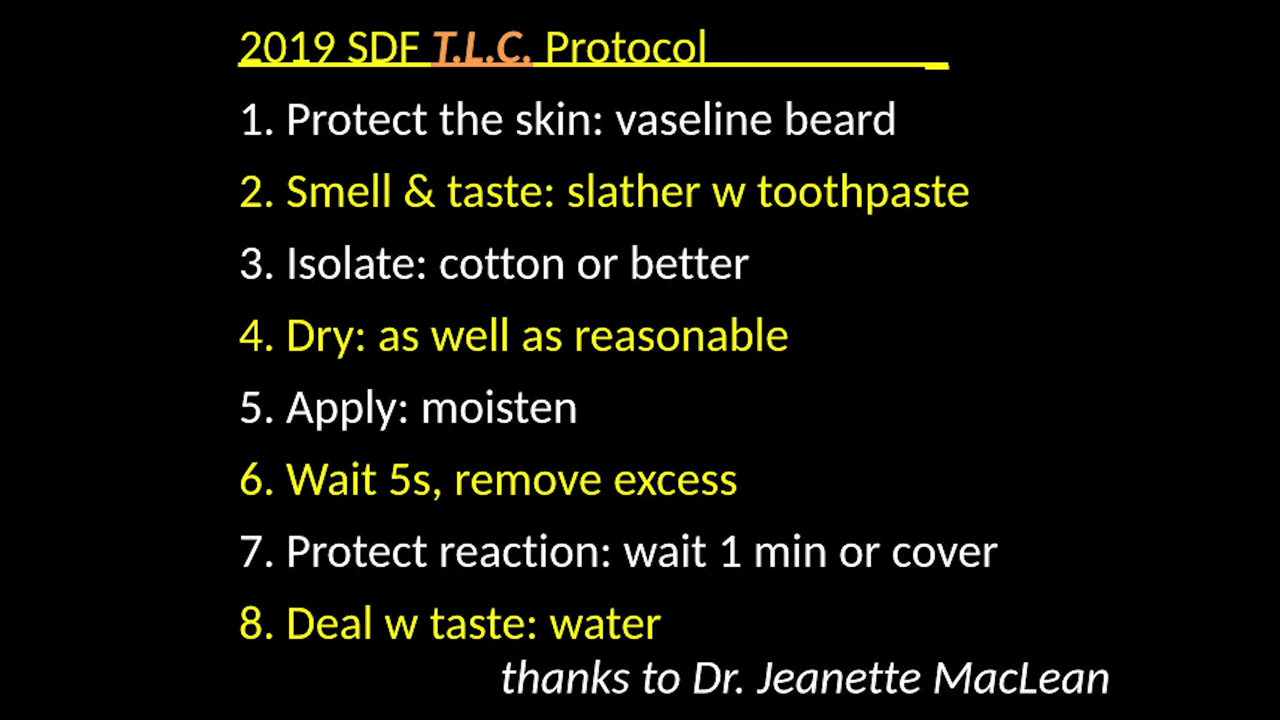 2019 SDF T.L.C. Protocol
1. Protect the skin: vaseline beard
2. Smell & taste: slather w toothpaste
3. Isolate: cotton or better
4. Dry: as well as reasonable
5. Apply: moisten
6. Wait 5s, remove excess
7. Protect reaction: wait 1 min or cover
8. Deal w taste: water
thanks to Dr. Jeanette MacLean